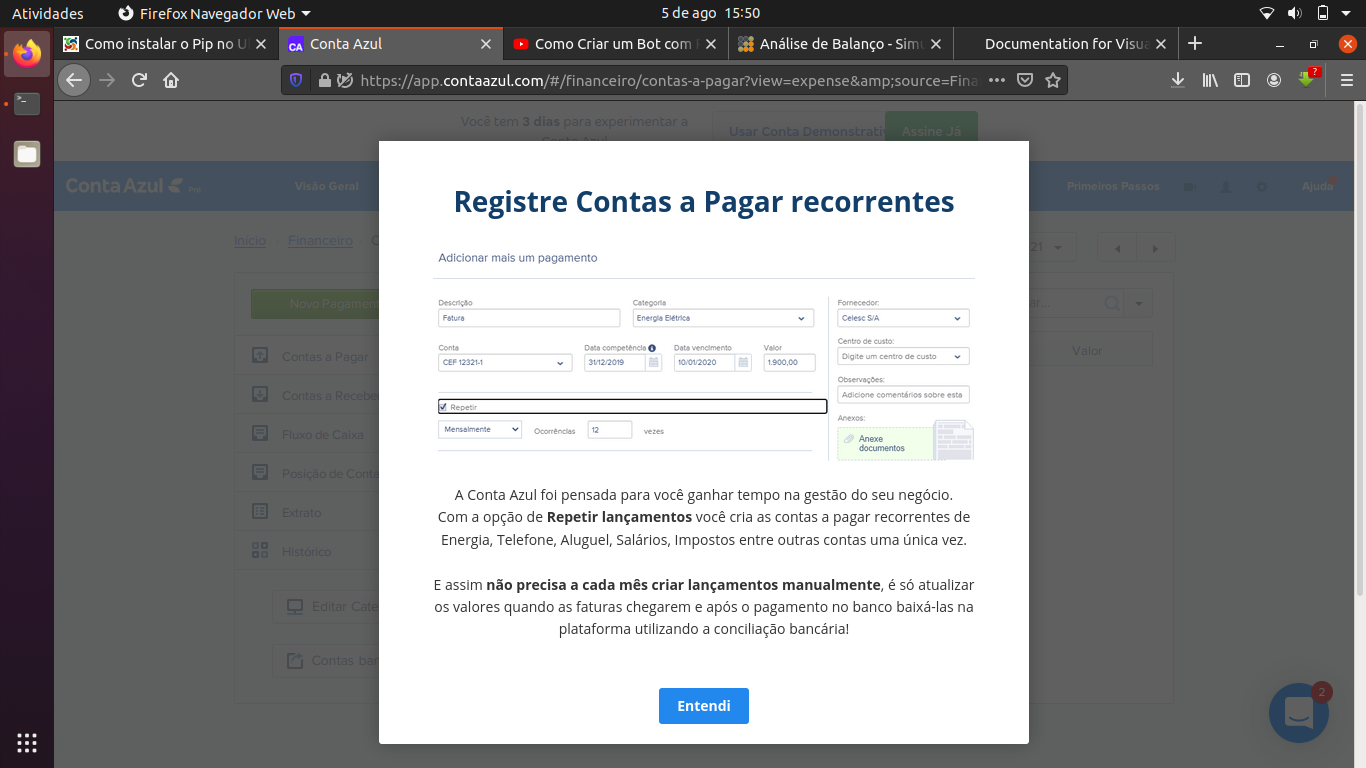 Atividades
Firefox Navegador Web
5 de ago 15:50
Como instalar o Pip no U
Conta Azul
Como Criar um Bot com
Análise de Balanço - Simu
Documentation for Visua
https://app.contaazul.com/#/financeiro/contas-a-pagar?view=expense&amp;source=Fina
?
Você tem 3 dias para experimentar a
Conta Azul
Usar Conta Demonstrativ
Assine Já
Conta Azul Pro
Visão Geral
Primeiros Passos
Ajuda
Início
Financeiro
21
Novo Pagamen
Contas a Pagar
Contas a Recebe
Fluxo de Caixa
Posição de Conta
Extrato
Histórico
Editar Cate
Contas ban
Valor
Registre Contas a Pagar recorrentes
Adicionar mais um pagamento
Descrição
Categoria
Fornecedor:
Fatura
Energia Elétrica
Celesc S/A
Conta
Data competência
Data vencimento
Valor
Centro de custo:
CEF 12321-1
31/12/2019
10/01/2020
1.900,00
Digite um centro de custo
Observações:
Adicione comentários sobre esta
Repetir
Mensalmente
Ocorrências
12
vezes
Anexos:
Anexe
documentos
A Conta Azul foi pensada para você ganhar tempo na gestão do seu negócio.
Com a opção de Repetir lançamentos você cria as contas a pagar recorrentes de
Energia, Telefone, Aluguel, Salários, Impostos entre outras contas uma única vez.
E assim não precisa a cada mês criar lançamentos manualmente, é só atualizar
os valores quando as faturas chegarem e após o pagamento no banco baixá-las na
plataforma utilizando a conciliação bancária!
Entendi
2